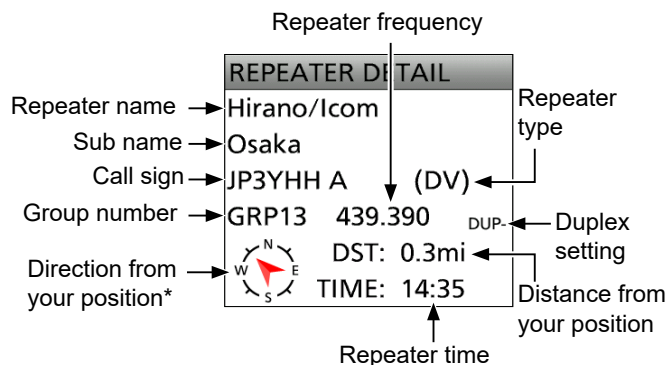 Repeater frequency
REPEATER DETAIL
Repeater name
Hirano/Icom
Repeater
type
Sub name
Osaka
Call sign
JP3YHH A (DV)
Group number
GRP13 439.390 DUP-
Duplex
setting
Direction from
your position*
N
W E
S
DST: 0.3mi
TIME: 14:35
Distance from
your position
Repeater time